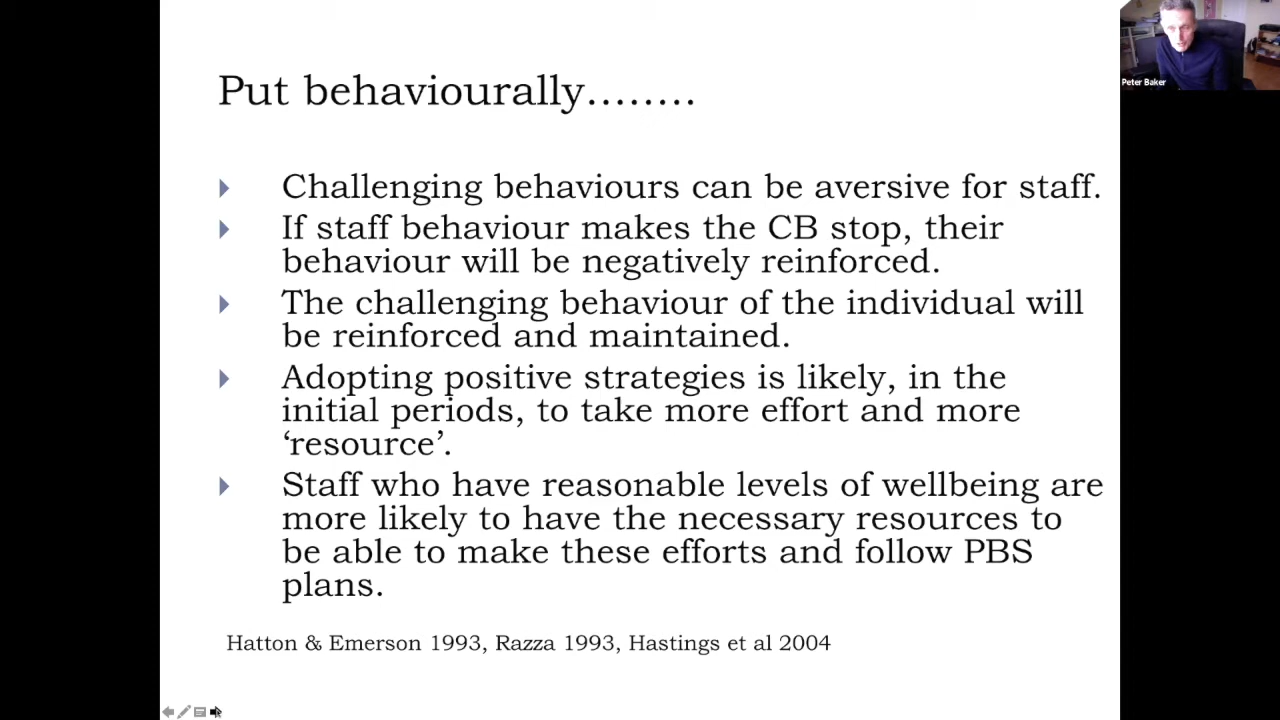 Put behaviourally........
Challenging behaviours can be aversive for staff.
If staff behaviour makes the CB stop, their
behaviour will be negatively reinforced.
The challenging behaviour of the individual will
be reinforced and maintained.
Adopting positive strategies is likely, in the
initial periods, to take more effort and more
‘resource’.
Staff who have reasonable levels of wellbeing are
more likely to have the necessary resources to
be able to make these efforts and follow PBS
plans.
Hatton & Emerson 1993, Razza 1993, Hastings et al 2004
Peter Baker